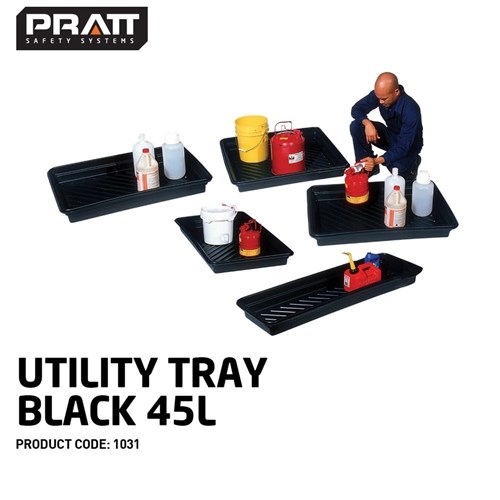 PRATT
SAFETY SYSTEMS
UTILITY TRAY
BLACK 45L
PRODUCT CODE: 1031